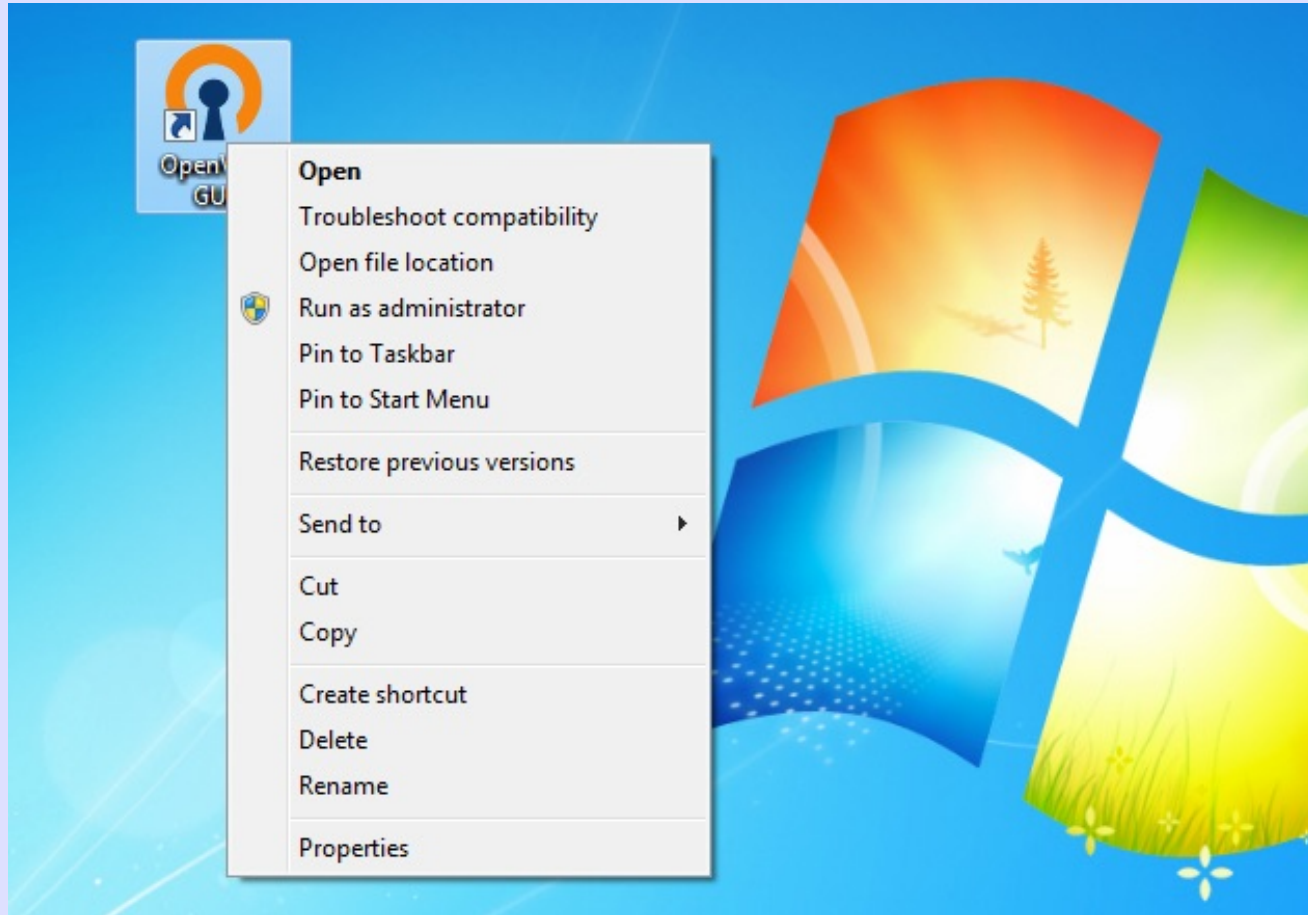 GU
Open
Troubleshoot compatibility
Open file location
Run as administrator
Pin to Taskbar
Pin to Start Menu
Restore previous versions
Send to
Cut
Copy
Create shortcut
Delete
Rename
Properties